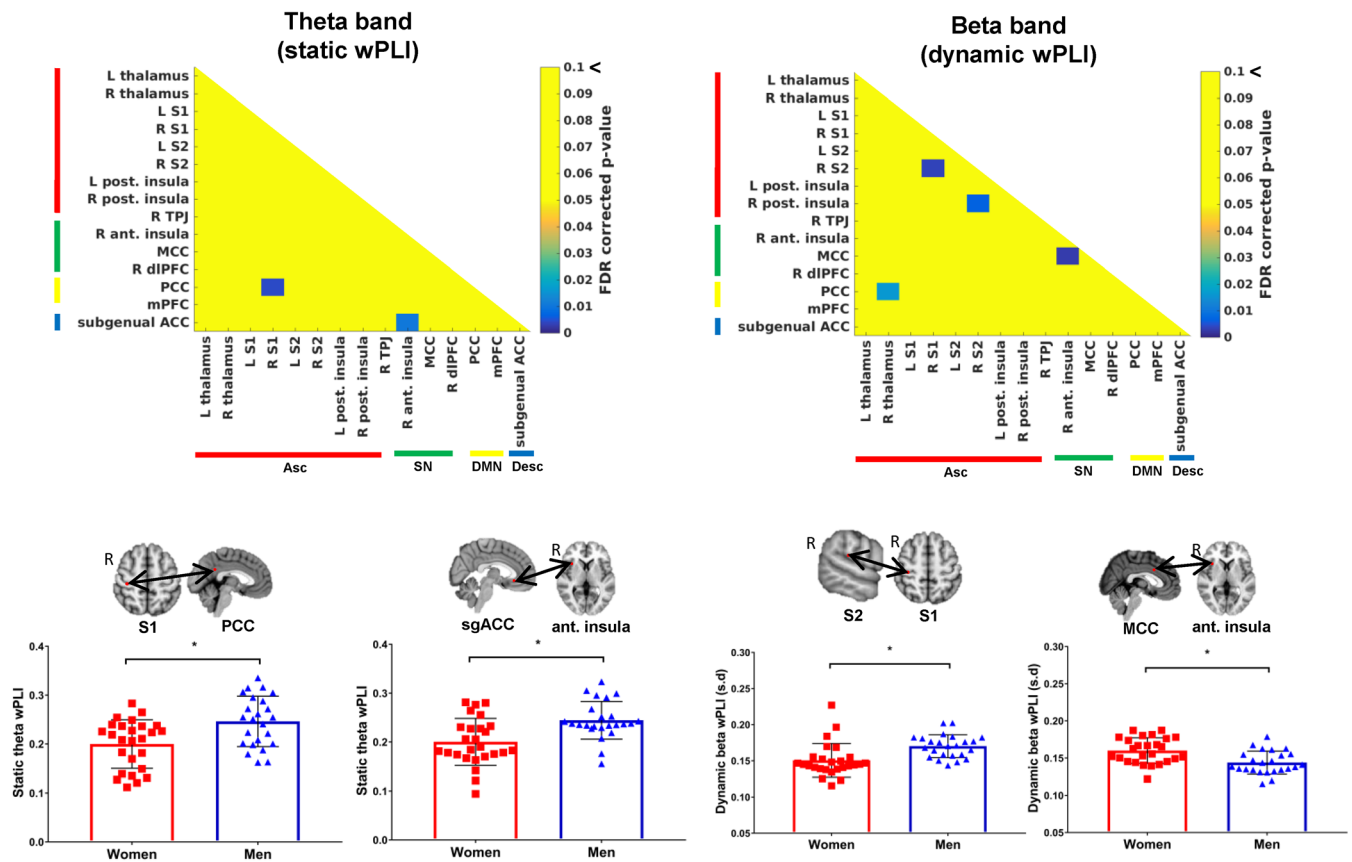 Theta band
(static wPLI)
L thalamus
R thalamus
L S1
R S1
L S2
R S2
L post. insula
R post. insula
R TPJ
R ant. insula
MCC
R dlPFC
PCC
mPFC
subgenual ACC
L thalamus
R thalamus
L S1
R S1
L S2
R S2
L post. insula
R post. insula
R TPJ
R ant. insula
MCC
R dlPFC
PCC
mPFC
subgenual ACC
Asc
SN
DMN
Desc
0.1 <
0.09
0.08
0.07
0.06
0.05
0.04
0.03
0.02
0.01
0
FDR corrected p-value
Beta band
(dynamic wPLI)
L thalamus
R thalamus
L S1
R S1
L S2
R S2
L post. insula
R post. insula
R TPJ
R ant. insula
MCC
R dlPFC
PCC
mPFC
subgenual ACC
L thalamus
R thalamus
L S1
R S1
L S2
R S2
L post. insula
R post. insula
R TPJ
R ant. insula
MCC
R dlPFC
PCC
mPFC
subgenual ACC
Asc
SN
DMN
Desc
0.1 <
0.09
0.08
0.07
0.06
0.05
0.04
0.03
0.02
0.01
0
FDR corrected p-value
R
S1
PCC
Static theta wPLI
0.4
0.3
0.2
0.1
0.0
*
Women
Men
R
sgACC
ant. insula
Static theta wPLI
0.4
0.3
0.2
0.1
0.0
*
Women
Men
R
R
S2
S1
Dynamic beta wPLI (s.d)
0.30
0.25
0.20
0.15
0.10
0.05
*
Women
Men
R
MCC
ant. insula
Dynamic beta wPLI (s.d)
0.30
0.25
0.20
0.15
0.10
0.05
*
Women
Men